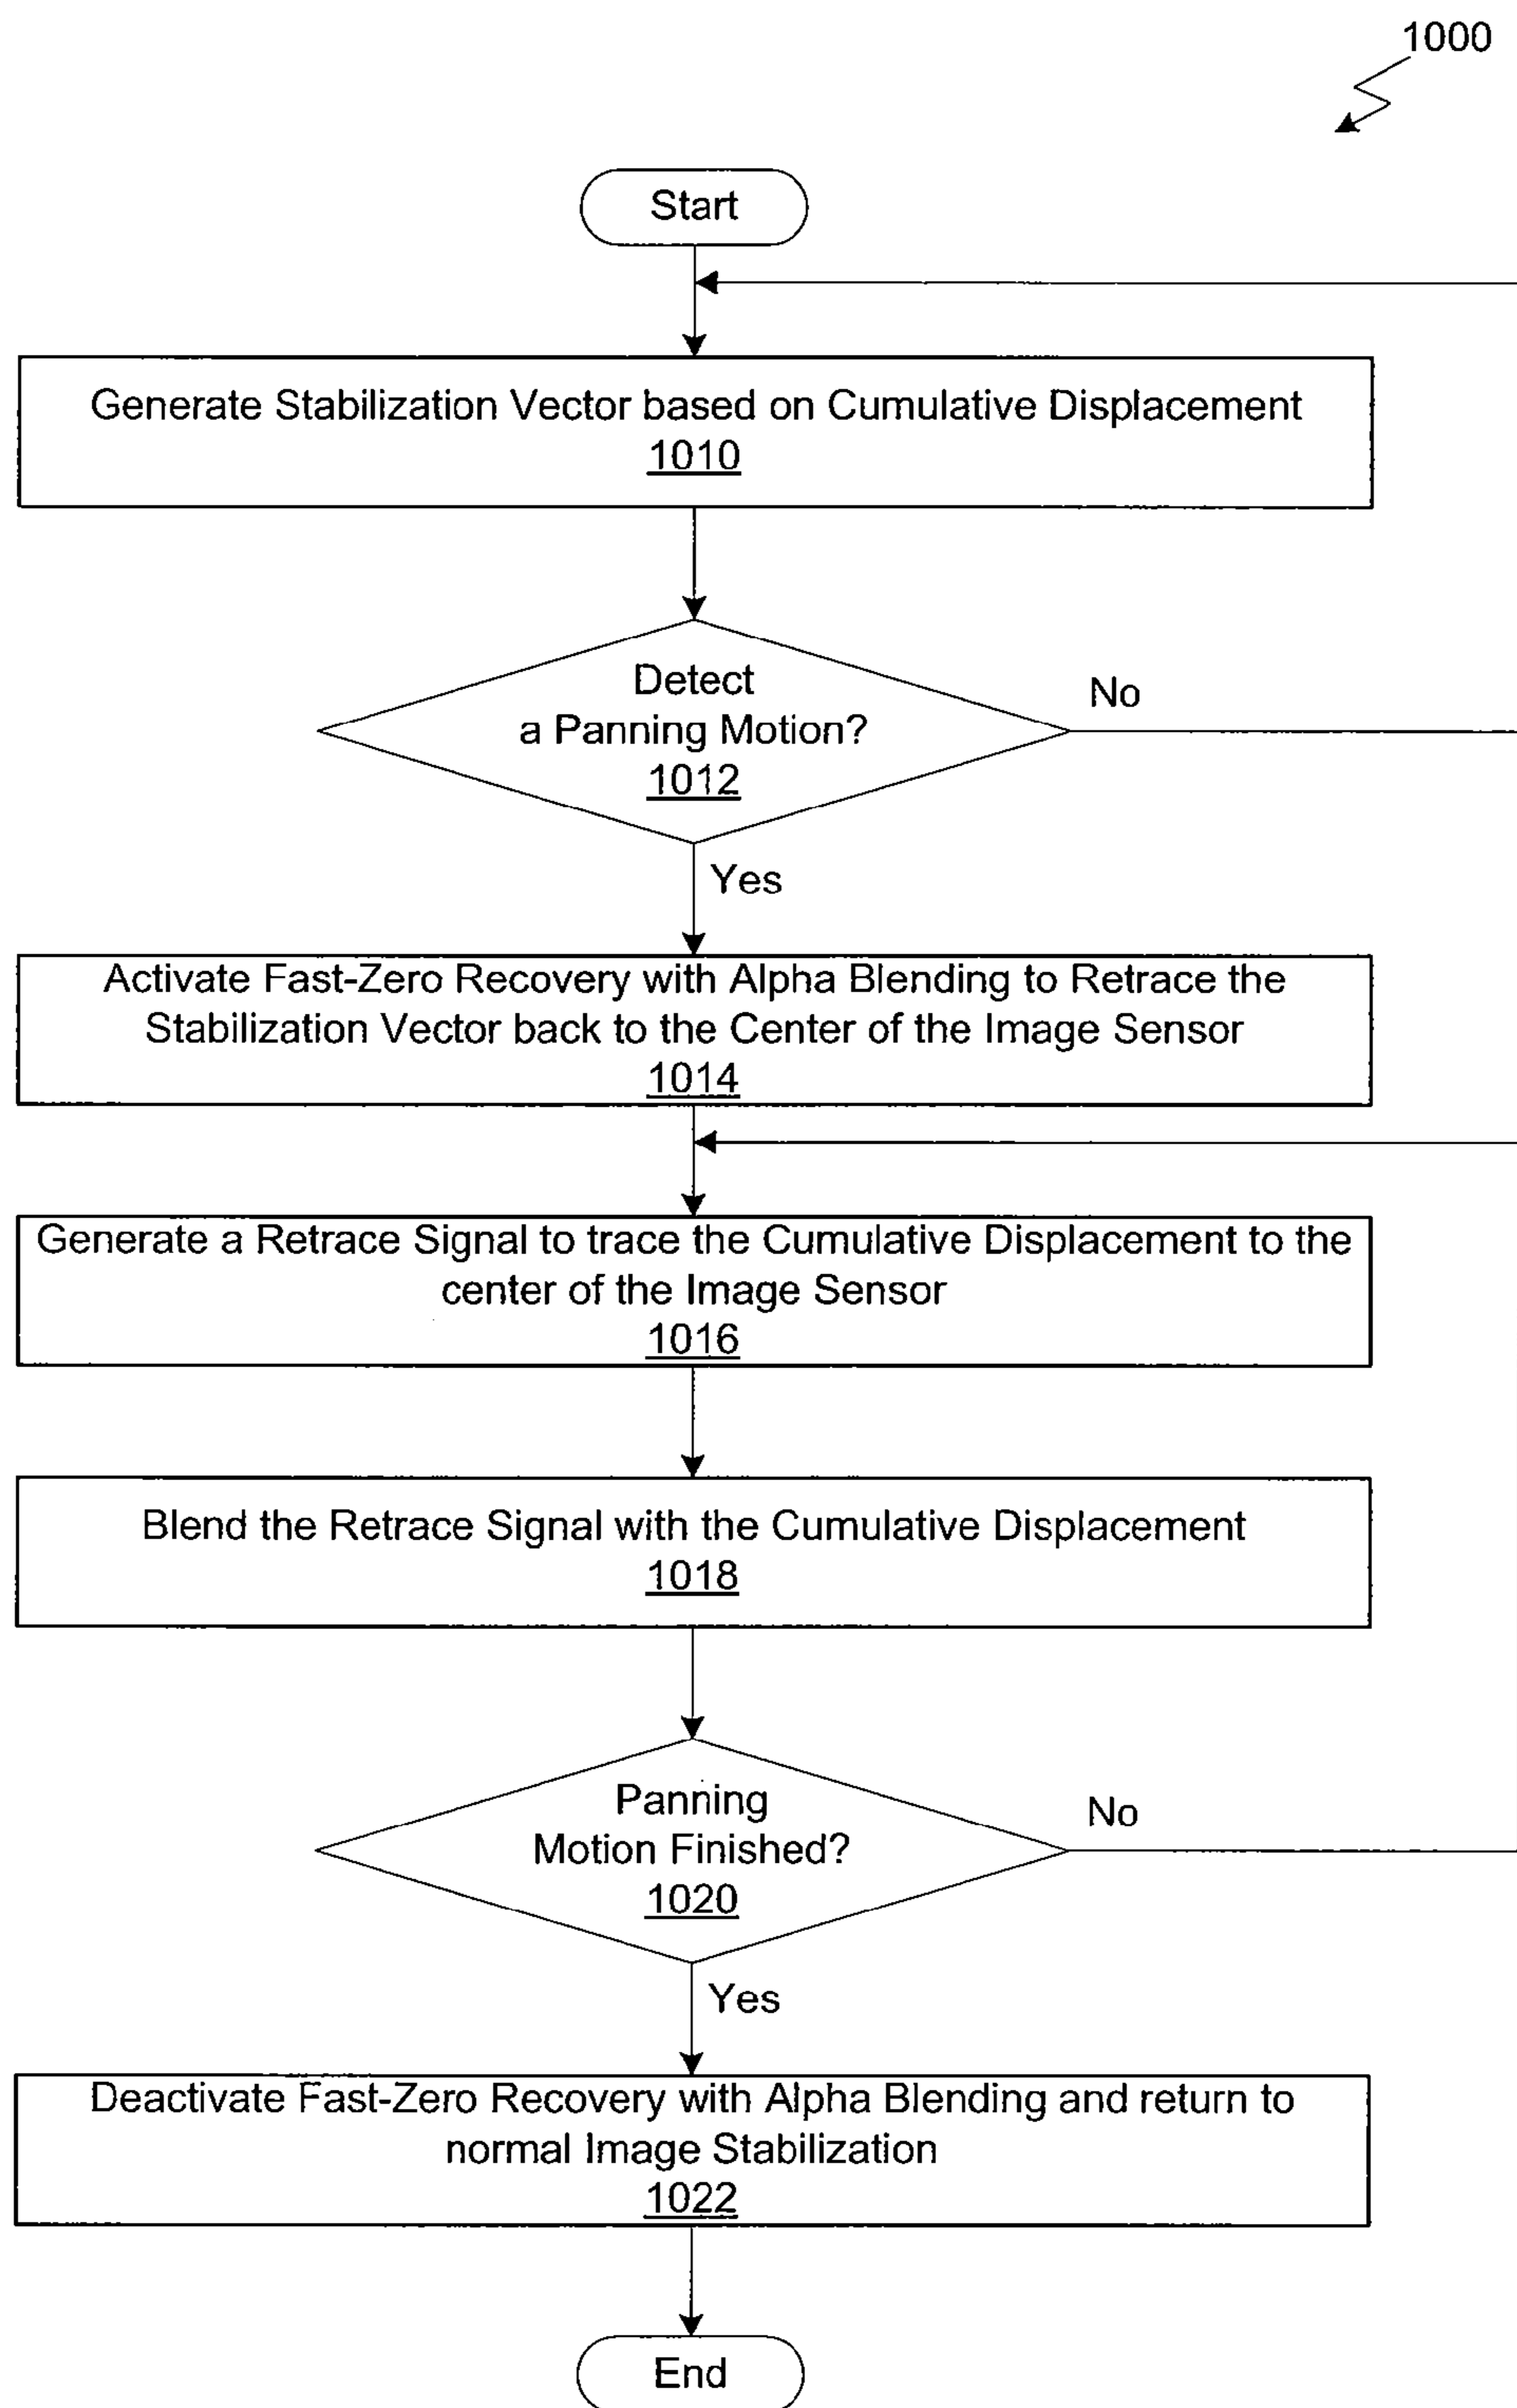 1000
Start
Generate Stabilization Vector based on Cumulative Displacement
1010
Detect
a Panning Motion?
1012
No
Yes
Activate Fast-Zero Recovery with Alpha Blending to Retrace the
Stabilization Vector back to the Center of the Image Sensor
1014
Generate a Retrace Signal to trace the Cumulative Displacement to the
center of the Image Sensor
1016
Blend the Retrace Signal with the Cumulative Displacement
1018
Panning
Motion Finished?
1020
No
Yes
Deactivate Fast-Zero Recovery with Alpha Blending and return to
normal Image Stabilization
1022
End